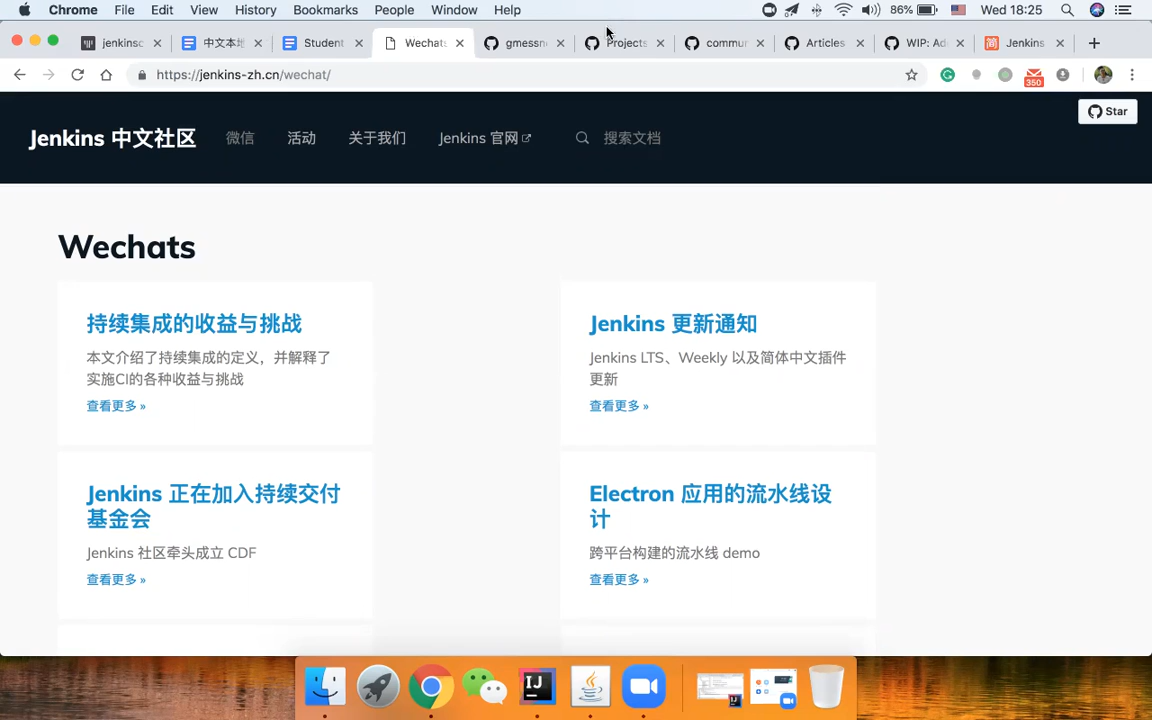 Chrome File Edit View History Bookmarks People Window Help 86% Wed 18:25
jenkinsc 中文本地 Student Wechats gmessne Projects commun Articles WIP: Ad 简 Jenkins
https://jenkins-zh.cn/wechat/ 350
Star
Jenkins 中文社区 微信 活动 关于我们 Jenkins 官网 搜索文档
Wechats
持续集成的收益与挑战
本文介绍了持续集成的定义，并解释了
实施CI的各种收益与挑战
查看更多 »
Jenkins 更新通知
Jenkins LTS、Weekly 以及简体中文插件
更新
查看更多 »
Jenkins 正在加入持续交付
基金会
Jenkins 社区牵头成立 CDF
查看更多 »
Electron 应用的流水线设
计
跨平台构建的流水线 demo
查看更多 »
IJ